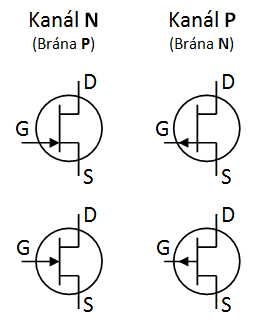 Kanál N Kanál P
(Brána P) (Brána N)
D D
G G
S S
D D
G G
S S